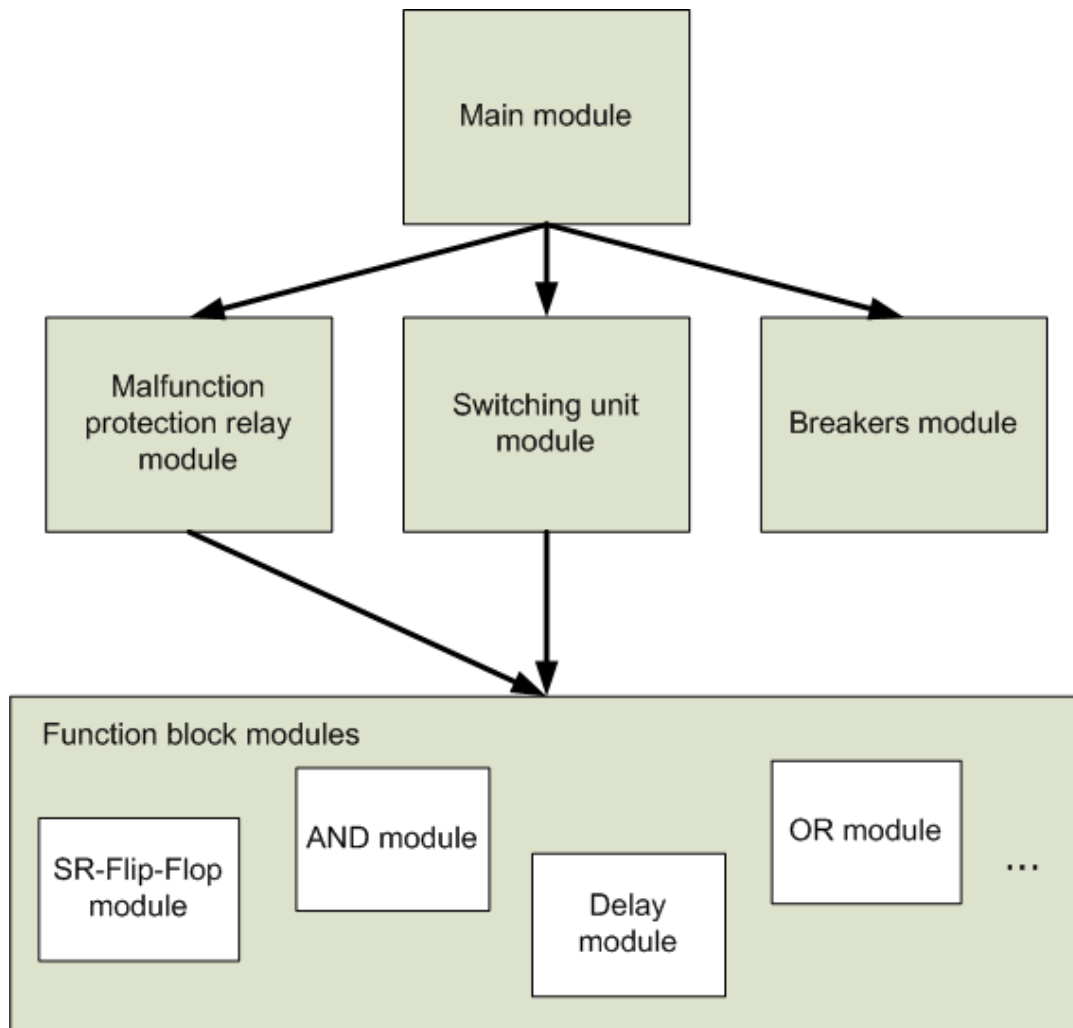 Main module
Malfunction
protection relay
module
Switching unit
module
Breakers module
Function block modules
SR-Flip-Flop
module
AND module
Delay
module
OR module
...